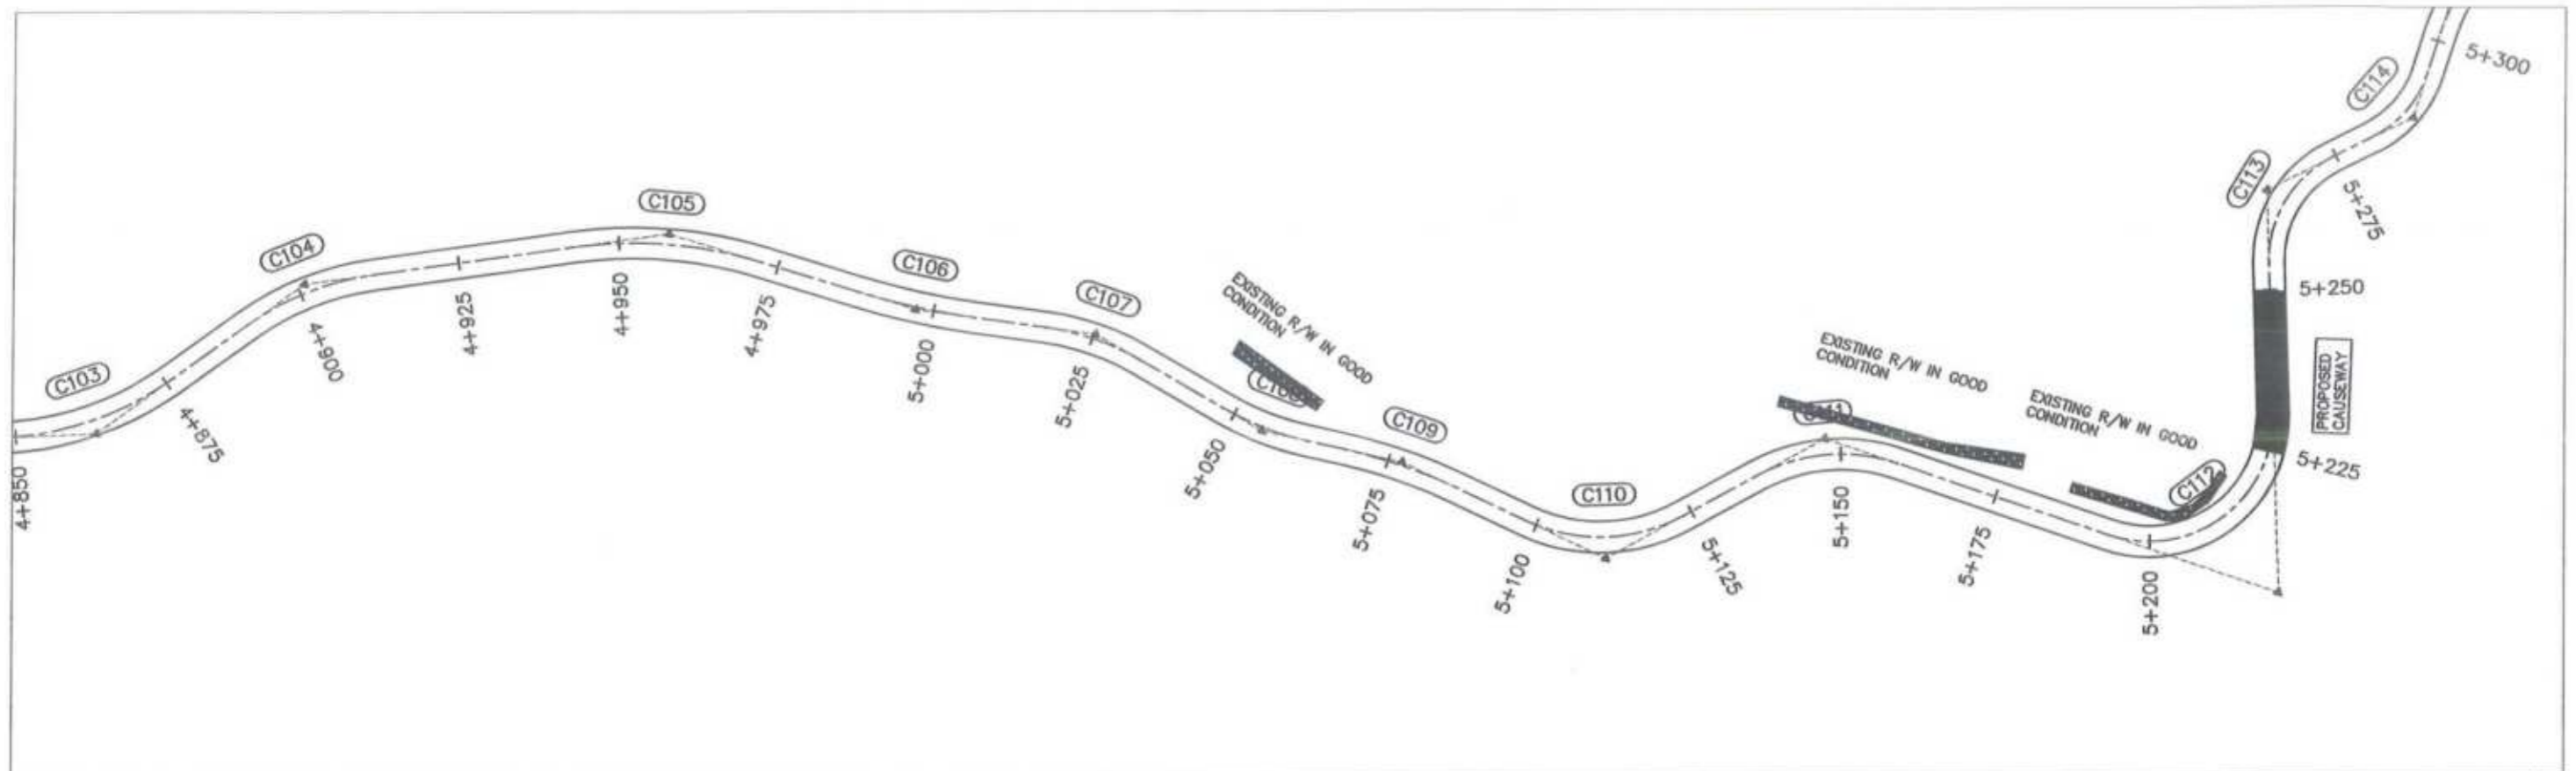 C103
4+850
4+875
C104
4+900
4+925
C105
4+950
4+975
C106
5+000
C107
5+025
EXISTING R/W IN GOOD
CONDITION
5+050
C109
5+075
C110
5+100
5+125
EXISTING R/W IN GOOD
CONDITION
5+150
5+175
EXISTING R/W IN GOOD
CONDITION
C112
5+200
5+225
PROPOSED
CAUSEWAY
5+250
C113
5+275
C114
5+300